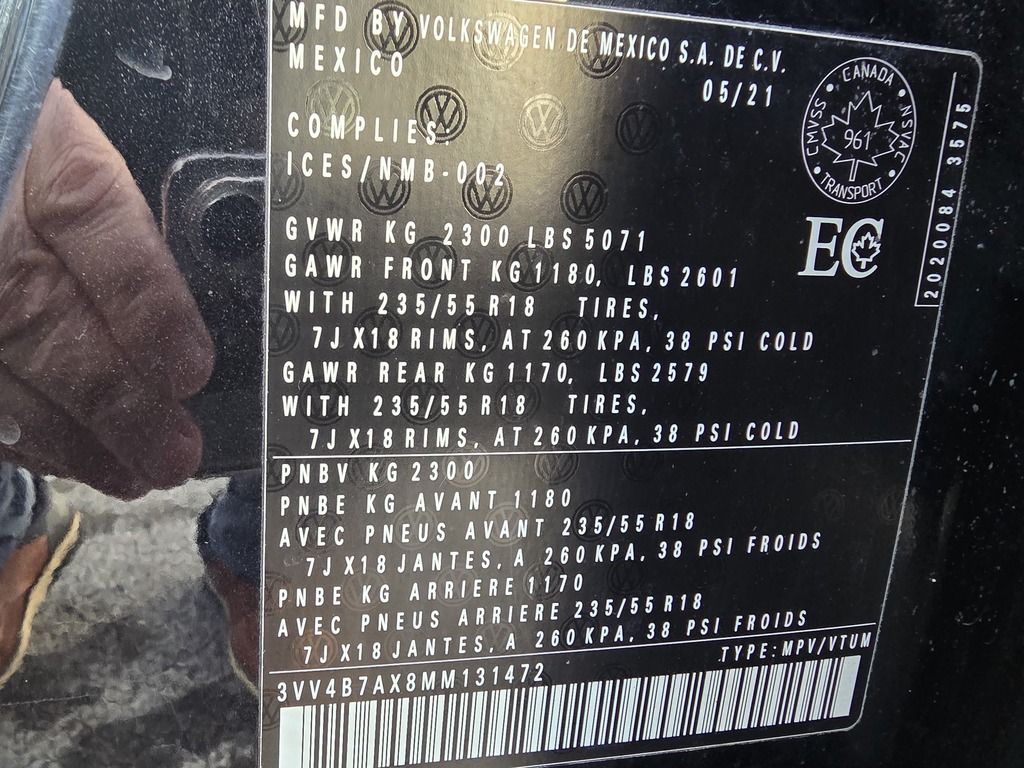 MFD BY VOLKSWAGEN DE MEXICO S.A. DE C.V.
MEXICO
05/21
CANADA
CMVSS
NSVAC
961
TRANSPORT
COMPLIES
ICES/NMB-002
EC
2020084 3575
GVWR KG 2300 LBS 5071
GAWR FRONT KG 1180, LBS 2601
WITH 235/55 R18 TIRES,
7J X18 RIMS, AT 260 KPA, 38 PSI COLD
GAWR REAR KG 1170, LBS 2579
WITH 235/55 R18 TIRES,
7J X18 RIMS, AT 260 KPA, 38 PSI COLD
PNBV KG 2300
PNBE KG AVANT 1180
AVEC PNEUS AVANT 235/55 R18
7J X18 JANTES, A 260 KPA, 38 PSI FROIDS
PNBE KG ARRIERE 1170
AVEC PNEUS ARRIERE 235/55 R18
7J X18 JANTES, A 260 KPA, 38 PSI FROIDS
TYPE: MPV/VTUM
3VV4B7AX8MM131472